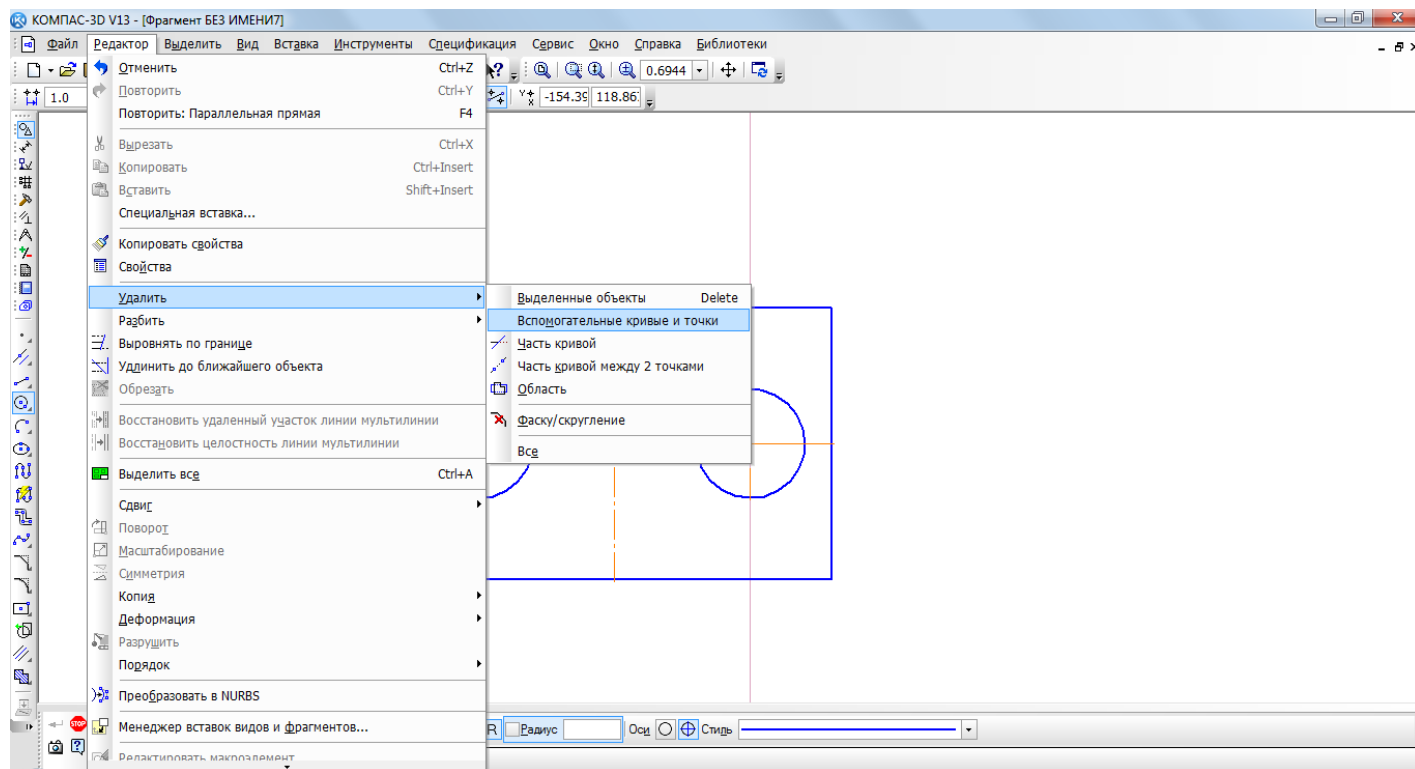 КОМПАС-3D V13 - [Фрагмент БЕЗ ИМЕНИ7]
Файл Редактор Выделить Вид Вставка Инструменты Спецификация Сервис Окно Справка Библиотеки
Отменить Ctrl+Z
0.6944
Повторить Ctrl+Y
1.0
-154.39 118.86
Повторить: Параллельная прямая F4
Вырезать Ctrl+X
Копировать Ctrl+Insert
Вставить Shift+Insert
Специальная вставка...
Копировать свойства
Свойства
Удалить
Выделенные объекты Delete
Разбить
Вспомогательные кривые и точки
Выровнять по границе
Часть кривой
Удлинить до ближайшего объекта
Часть кривой между 2 точками
Обрезать
Область
Восстановить удаленный участок линии мультилинии
Фаску/скругление
Восстановить целостность линии мультилинии
Все
Выделить все Ctrl+A
Сдвиг
Поворот
Масштабирование
Симметрия
Копия
Деформация
Разрушить
Порядок
Преобразовать в NURBS
STOP
Менеджер вставок видов и фрагментов...
R Радиус Оси Стиль
Редактировать макроэлемент